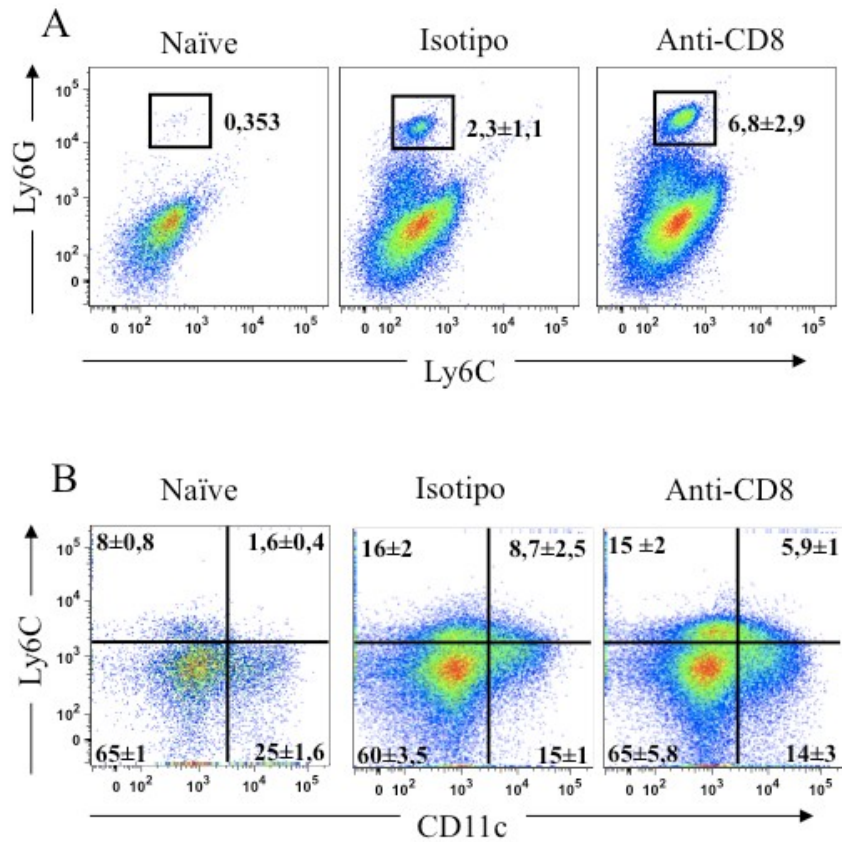 A
Naïve
Isotipo
Anti-CD8
Ly6G
10⁵
10⁴
10³
10²
0
0,353
2,3±1,1
6,8±2,9
0 10² 10³ 10⁴ 10⁵
0 10² 10³ 10⁴ 10⁵
0 10² 10³ 10⁴ 10⁵
Ly6C
B
Naïve
Isotipo
Anti-CD8
Ly6C
10⁵
10⁴
10³
10²
0
8±0,8 1,6±0,4
65±1 25±1,6
16±2 8,7±2,5
60±3,5 15±1
15 ±2 5,9±1
65±5,8 14±3
0 10² 10³ 10⁴ 10⁵
0 10² 10³ 10⁴ 10⁵
0 10² 10³ 10⁴ 10⁵
CD11c